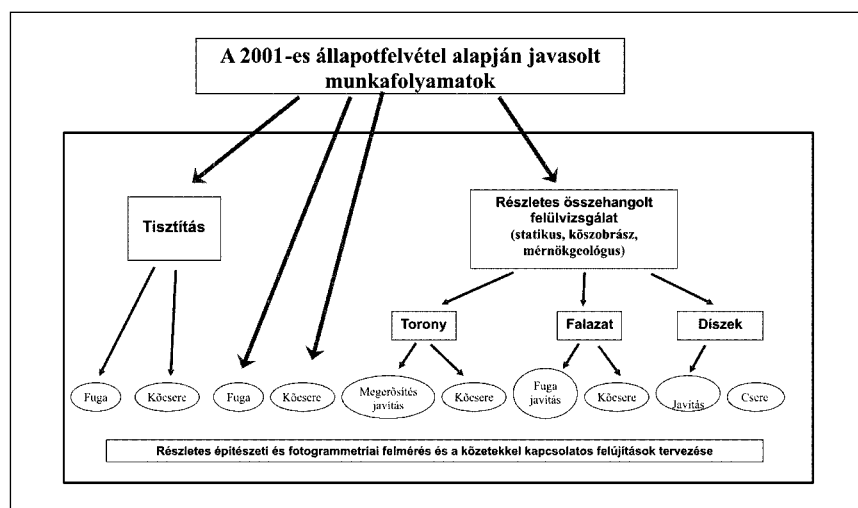 A 2001-es állapotfelvétel alapján javasolt
munkafolyamatok
Tisztítás
Részletes összehangolt
felülvizsgálat
(statikus, kőszobrász,
mérnökgeológus)
Torony
Falazat
Díszek
Fuga
Kőcsere
Fuga
Kőcsere
Megerősítés
javítás
Kőcsere
Fuga
javítás
Kőcsere
Javítás
Csere
Részletes építészeti és fotogrammetriai felmérés és a kőzetekkel kapcsolatos felújítások tervezése